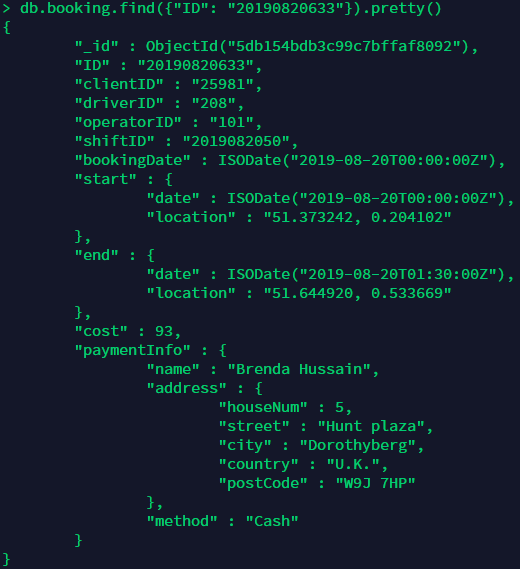 > db.booking.find({"ID": "20190820633"}).pretty()
{
        "_id" : ObjectId("5db154bdb3c99c7bffaf8092"),
        "ID" : "20190820633",
        "clientID" : "25981",
        "driverID" : "208",
        "operatorID" : "101",
        "shiftID" : "2019082050",
        "bookingDate" : ISODate("2019-08-20T00:00:00Z"),
        "start" : {
                "date" : ISODate("2019-08-20T00:00:00Z"),
                "location" : "51.373242, 0.204102"
        },
        "end" : {
                "date" : ISODate("2019-08-20T01:30:00Z"),
                "location" : "51.644920, 0.533669"
        },
        "cost" : 93,
        "paymentInfo" : {
                "name" : "Brenda Hussain",
                "address" : {
                        "houseNum" : 5,
                        "street" : "Hunt plaza",
                        "city" : "Dorothyberg",
                        "country" : "U.K.",
                        "postCode" : "W9J 7HP"
                },
                "method" : "Cash"
        }
}